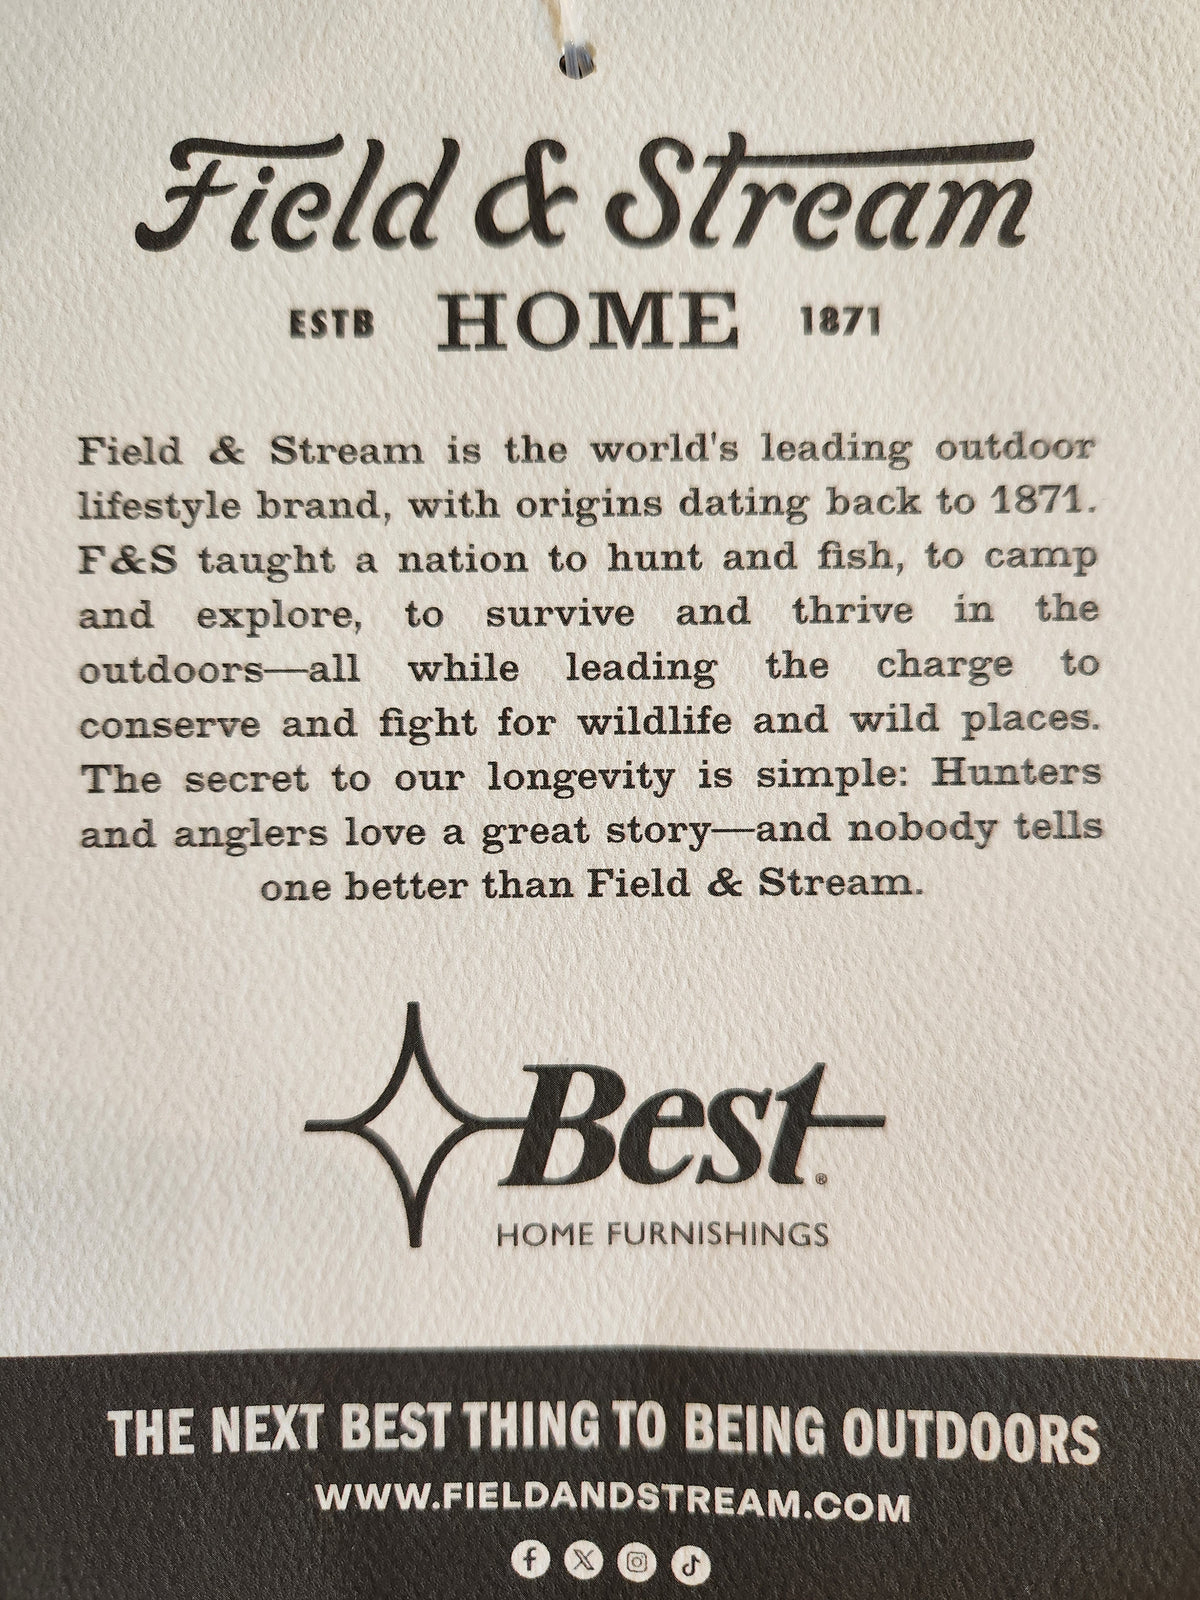 Field & Stream
ESTB HOME 1871
Field & Stream is the world's leading outdoor
lifestyle brand, with origins dating back to 1871.
F&S taught a nation to hunt and fish, to camp
and explore, to survive and thrive in the
outdoors—all while leading the charge to
conserve and fight for wildlife and wild places.
The secret to our longevity is simple: Hunters
and anglers love a great story—and nobody tells
one better than Field & Stream.
Best®
HOME FURNISHINGS
THE NEXT BEST THING TO BEING OUTDOORS
WWW.FIELDANDSTREAM.COM